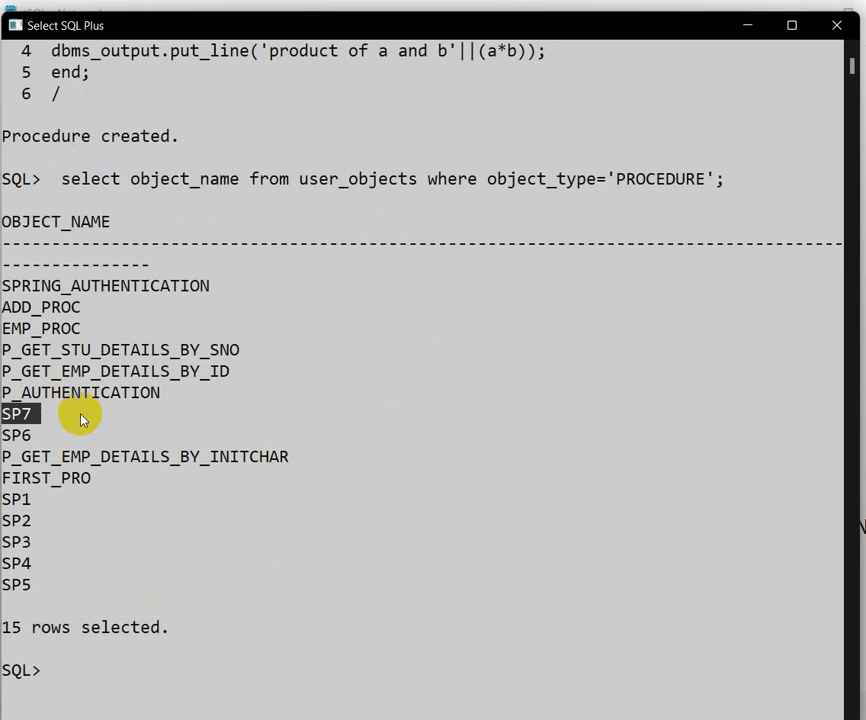 Select SQL Plus
4 dbms_output.put_line('product of a and b'||(a*b));
5 end;
6 /
Procedure created.
SQL>  select object_name from user_objects where object_type='PROCEDURE';
OBJECT_NAME
--------------------------------------------------------------------------------
---------------
SPRING_AUTHENTICATION
ADD_PROC
EMP_PROC
P_GET_STU_DETAILS_BY_SNO
P_GET_EMP_DETAILS_BY_ID
P_AUTHENTICATION
SP7
SP6
P_GET_EMP_DETAILS_BY_INITCHAR
FIRST_PRO
SP1
SP2
SP3
SP4
SP5
15 rows selected.
SQL>